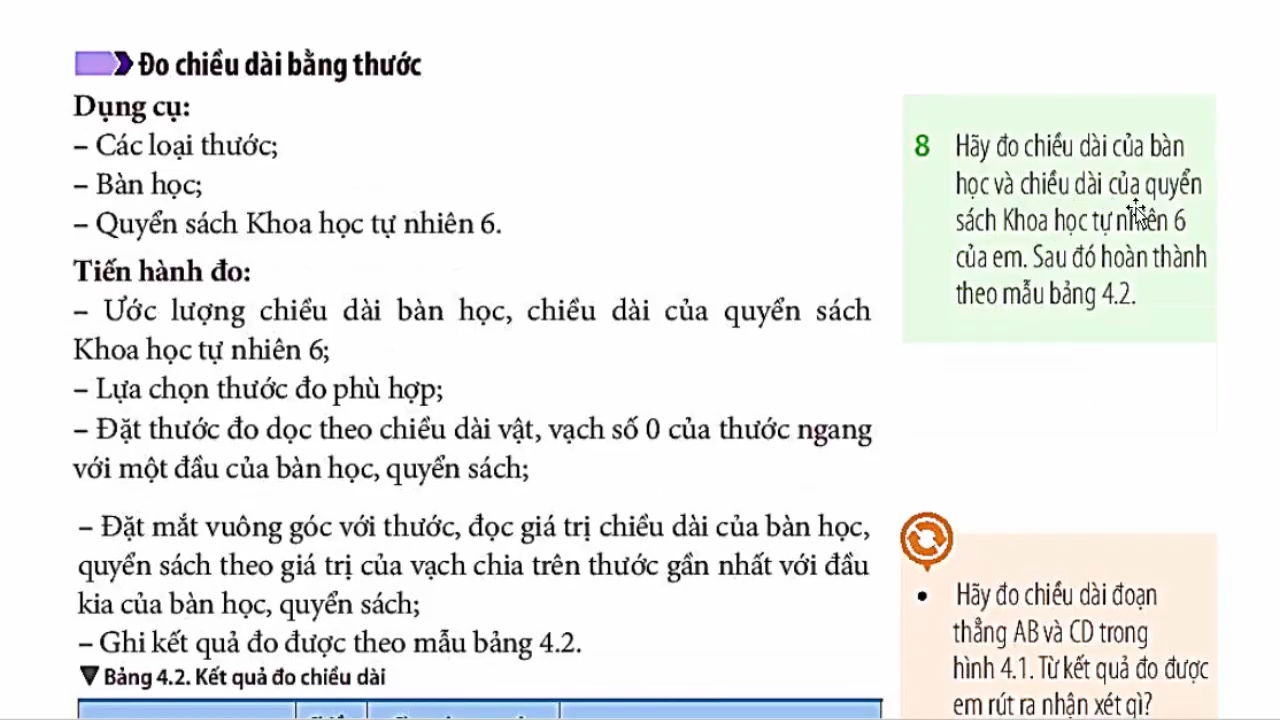 Đo chiều dài bằng thước
Dụng cụ:
– Các loại thước;
– Bàn học;
– Quyển sách Khoa học tự nhiên 6.
Tiến hành đo:
– Ước lượng chiều dài bàn học, chiều dài của quyển sách
Khoa học tự nhiên 6;
– Lựa chọn thước đo phù hợp;
– Đặt thước đo dọc theo chiều dài vật, vạch số 0 của thước ngang
với một đầu của bàn học, quyển sách;
– Đặt mắt vuông góc với thước, đọc giá trị chiều dài của bàn học,
quyển sách theo giá trị của vạch chia trên thước gần nhất với đầu
kia của bàn học, quyển sách;
– Ghi kết quả đo được theo mẫu bảng 4.2.
▼ Bảng 4.2. Kết quả đo chiều dài
8 Hãy đo chiều dài của bàn
học và chiều dài của quyển
sách Khoa học tự nhiên 6
của em. Sau đó hoàn thành
theo mẫu bảng 4.2.
• Hãy đo chiều dài đoạn
thẳng AB và CD trong
hình 4.1. Từ kết quả đo được
em rút ra nhận xét gì?